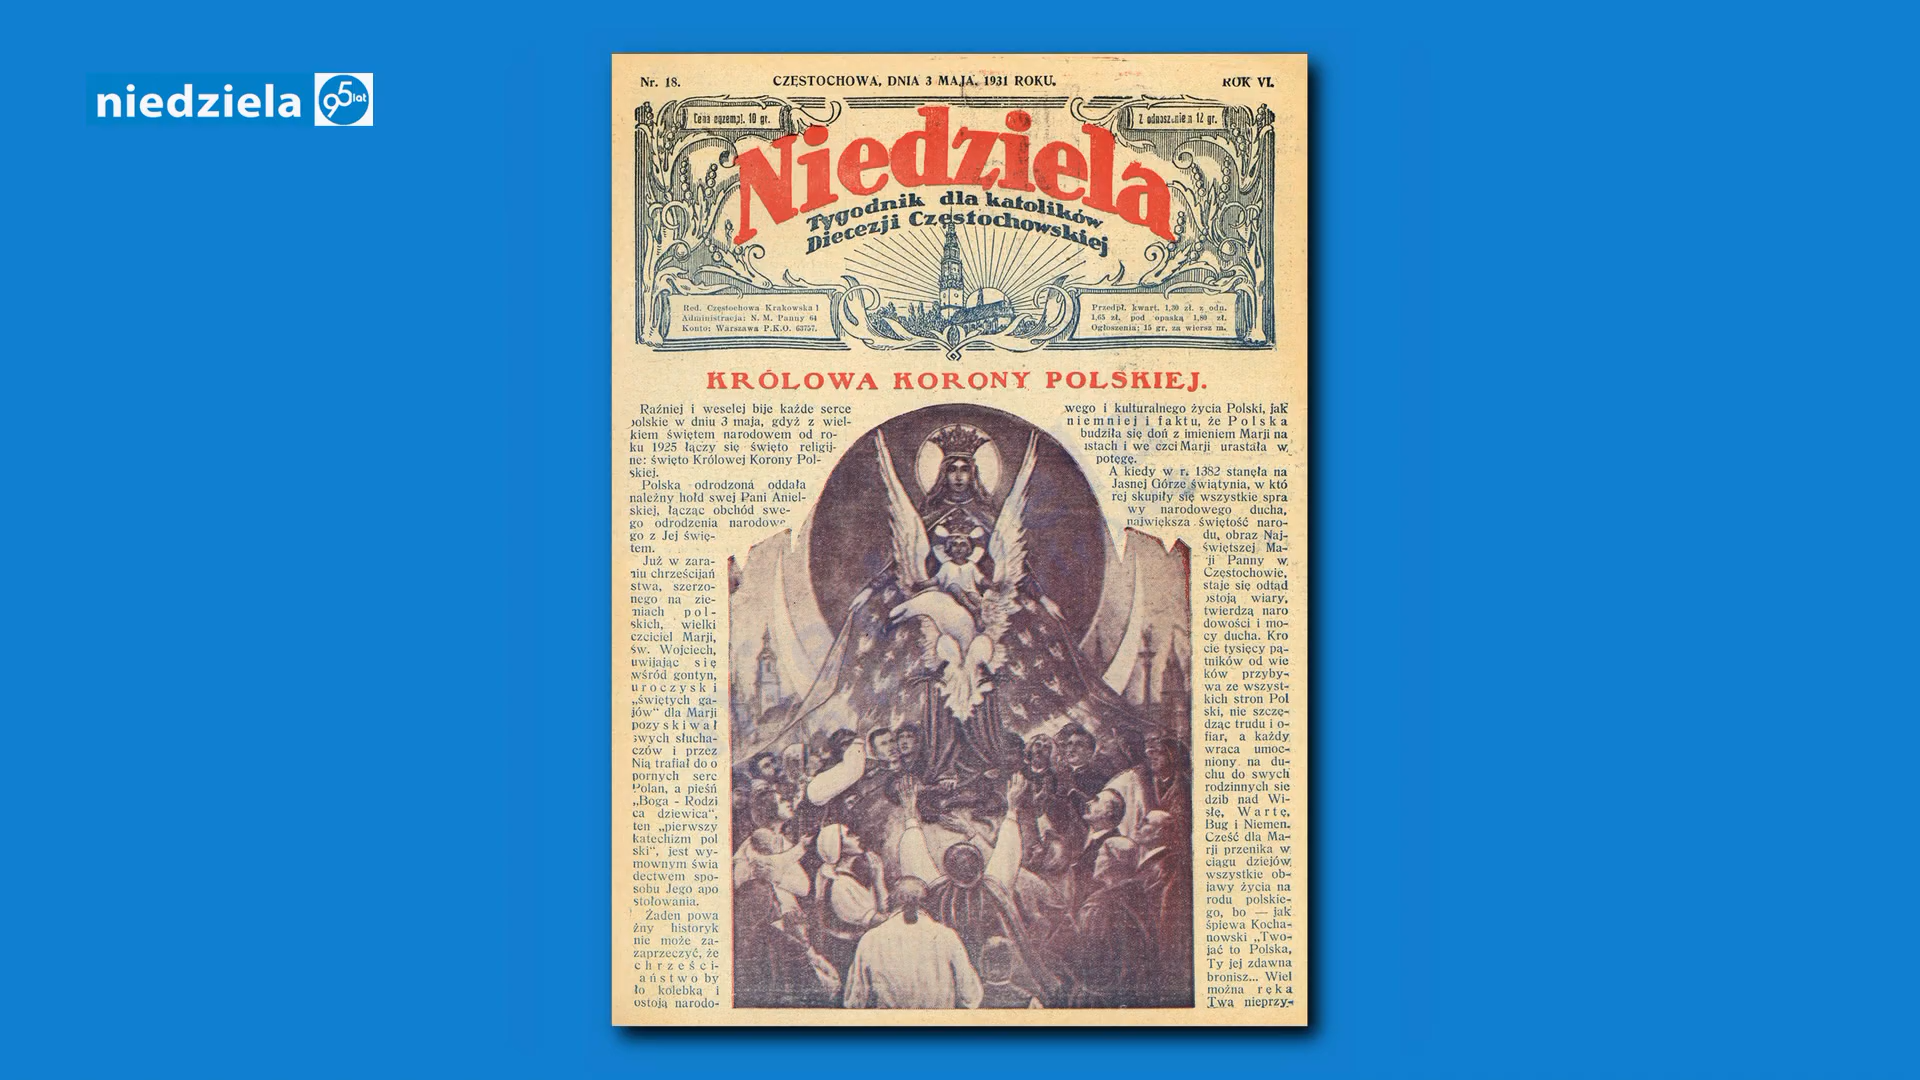 niedziela 95 lat
Nr. 18.
CZĘSTOCHOWA, DNIA 3 MAJA. 1931 ROKU.
ROK VI.
Cena egzempl. 10 gr.
Z odnoszeniem 12 gr.
Niedziela
Tygodnik dla katolików
Diecezji Częstochowskiej
Red. Częstochowa Krakowska 1
Administracja: N. M. Panny 64
Konto: Warszawa P.K.O. 63757.
Przedpł. kwart. 1,30 zł. z odn.
1,65 zł. pod opaską 1,80 zł.
Ogłoszenia: 15 gr. za wiersz m.
KRÓLOWA KORONY POLSKIEJ.
Raźniej i weselej bije każde serce
polskie w dniu 3 maja, gdyż z wiel-
kiem świętem narodowem od ro-
ku 1925 łączy się święto religij-
ne: święto Królowej Korony Pol-
skiej.
Polska odrodzona oddała
należny hołd swej Pani Aniel-
skiej, łącząc obchód swe-
go odrodzenia narodowe
go z Jej świę-
tem.
Już w zara-
niu chrześcijań
stwa, szerzo-
nego na zie-
miach pol-
skich, wielki
czciciel Marji,
św. Wojciech,
uwijając się
wśród gontyn,
uroczysk i
„świętych ga-
jów" dla Marji
pozyskiwał
swych słucha-
czów i przez
Nią trafiał do o
pornych serc
Polan, a pieśń
„Boga - Rodzi
ca dziewica",
ten „pierwszy
katechizm pol
ski", jest wy-
mownym świa
dectwem spo-
sobu Jego apo
stołowania.
Żaden powa
żny historyk
nie może za-
zaprzeczyć, że
chrześci-
aństwo by
ło kolebką i
ostoją narodo-
wego i kulturalnego życia Polski, jak
niemniej i faktu, że Polska
budziła się doń z imieniem Marji na
ustach i we czci Marji urastała w
potęgę.
A kiedy w r. 1382 stanęła na
Jasnej Górze świątynia, w któ
rej skupiły się wszystkie spra
wy narodowego ducha,
największa świętość naro-
du, obraz Naj-
świętszej Ma-
rji Panny w
Częstochowie,
staje się odtąd
ostoją wiary,
twierdzą naro
dowości i mo-
cy ducha. Kro
cie tysięcy pą-
tników od wie
ków przyby-
wa ze wszyst-
kich stron Pol
ski, nie szczę-
dząc trudu i o-
fiar, a każdy
wraca umoc-
niony na du-
chu do swych
rodzinnych sie
dzib nad Wi-
słę, Wartę,
Bug i Niemen.
Cześć dla Ma-
rji przenika w
ciągu dziejów
wszystkie ob-
jawy życia na
rodu polskie-
go, bo — jak
śpiewa Kocha-
nowski „Two-
jać to Polska,
Ty jej zdawna
bronisz... Wiel
można ręka
Twa nieprzy-